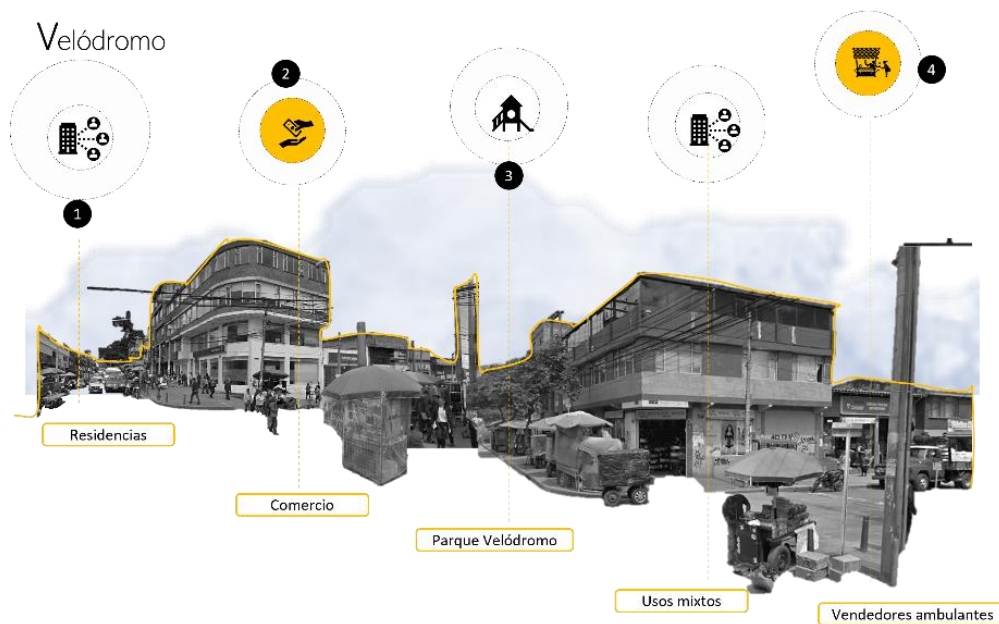 Velódromo
1
2
3
4
Residencias
Comercio
Parque Velódromo
Usos mixtos
Vendedores ambulantes